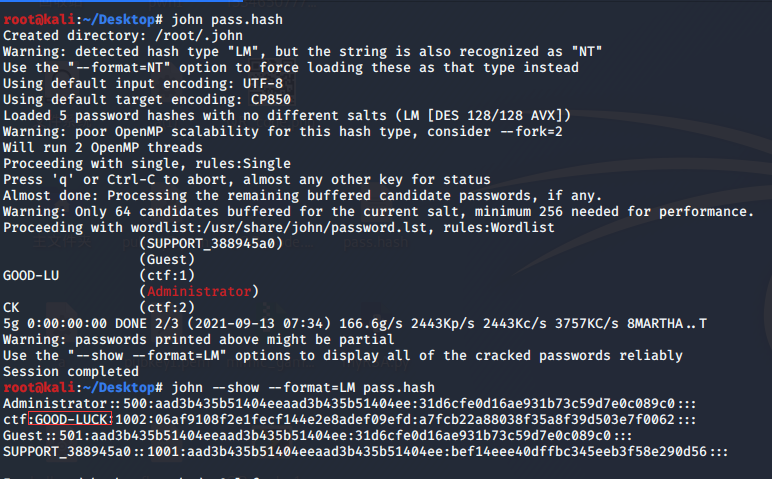 root@kali:~/Desktop# john pass.hash
Created directory: /root/.john
Warning: detected hash type "LM", but the string is also recognized as "NT"
Use the "--format=NT" option to force loading these as that type instead
Using default input encoding: UTF-8
Using default target encoding: CP850
Loaded 5 password hashes with no different salts (LM [DES 128/128 AVX])
Warning: poor OpenMP scalability for this hash type, consider --fork=2
Will run 2 OpenMP threads
Proceeding with single, rules:Single
Press 'q' or Ctrl-C to abort, almost any other key for status
Almost done: Processing the remaining buffered candidate passwords, if any.
Warning: Only 64 candidates buffered for the current salt, minimum 256 needed for performance.
Proceeding with wordlist:/usr/share/john/password.lst, rules:Wordlist
(SUPPORT_388945a0)
(Guest)
GOOD-LU (ctf:1)
(Administrator)
CK (ctf:2)
5g 0:00:00:00 DONE 2/3 (2021-09-13 07:34) 166.6g/s 2443Kp/s 2443Kc/s 3757KC/s 8MARTHA..T
Warning: passwords printed above might be partial
Use the "--show --format=LM" options to display all of the cracked passwords reliably
Session completed
root@kali:~/Desktop# john --show --format=LM pass.hash
Administrator::500:aad3b435b51404eeaad3b435b51404ee:31d6cfe0d16ae931b73c59d7e0c089c0:::
ctf:GOOD-LUCK:1002:06af9108f2e1fecf144e2e8adef09efd:a7fcb22a88038f35a8f39d503e7f0062:::
Guest::501:aad3b435b51404eeaad3b435b51404ee:31d6cfe0d16ae931b73c59d7e0c089c0:::
SUPPORT_388945a0::1001:aad3b435b51404eeaad3b435b51404ee:bef14eee40dffbc345eeb3f58e290d56:::